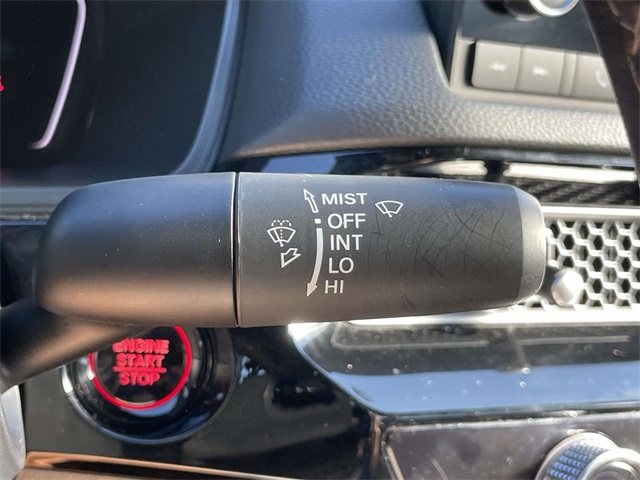 MIST
OFF
INT
LO
HI
ENGINE
START
STOP